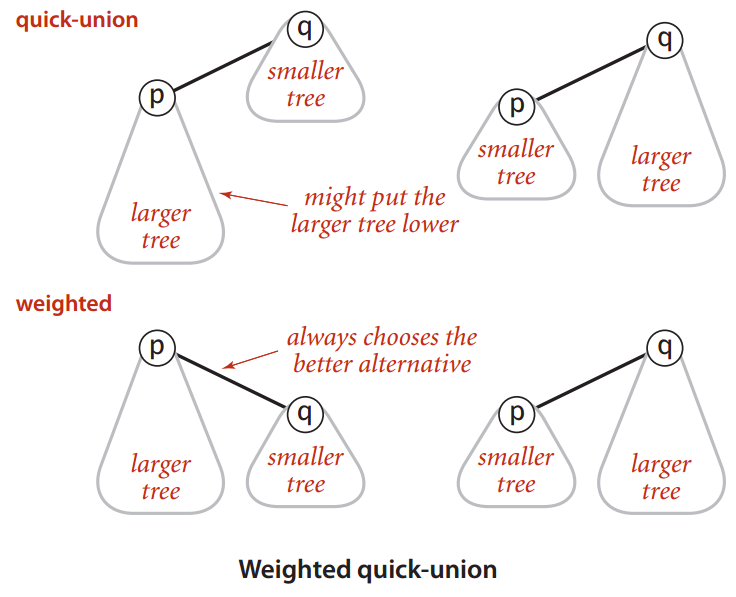 quick-union
q
smaller
tree
p
larger
tree
might put the
larger tree lower
q
p
smaller
tree
larger
tree
weighted
p
always chooses the
better alternative
q
larger
tree
smaller
tree
q
p
smaller
tree
larger
tree
Weighted quick-union